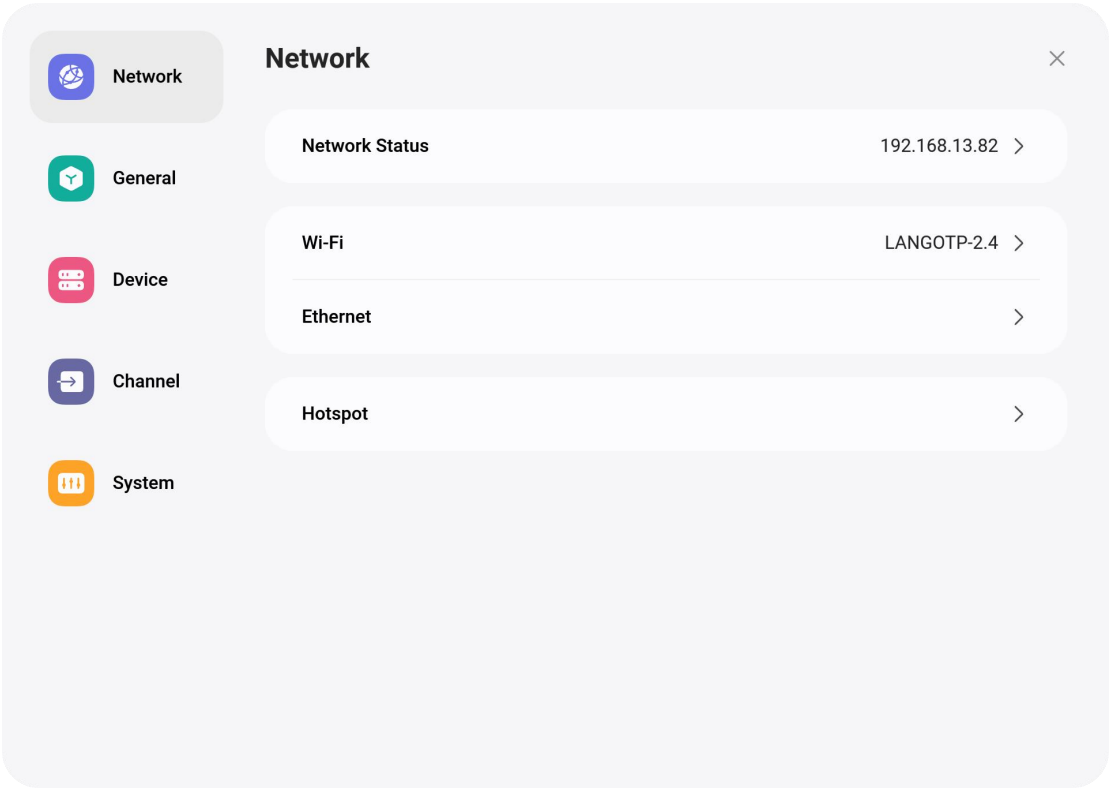 Network
General
Device
Channel
System
Network
Network Status 192.168.13.82
Wi-Fi LANGOTP-2.4
Ethernet
Hotspot